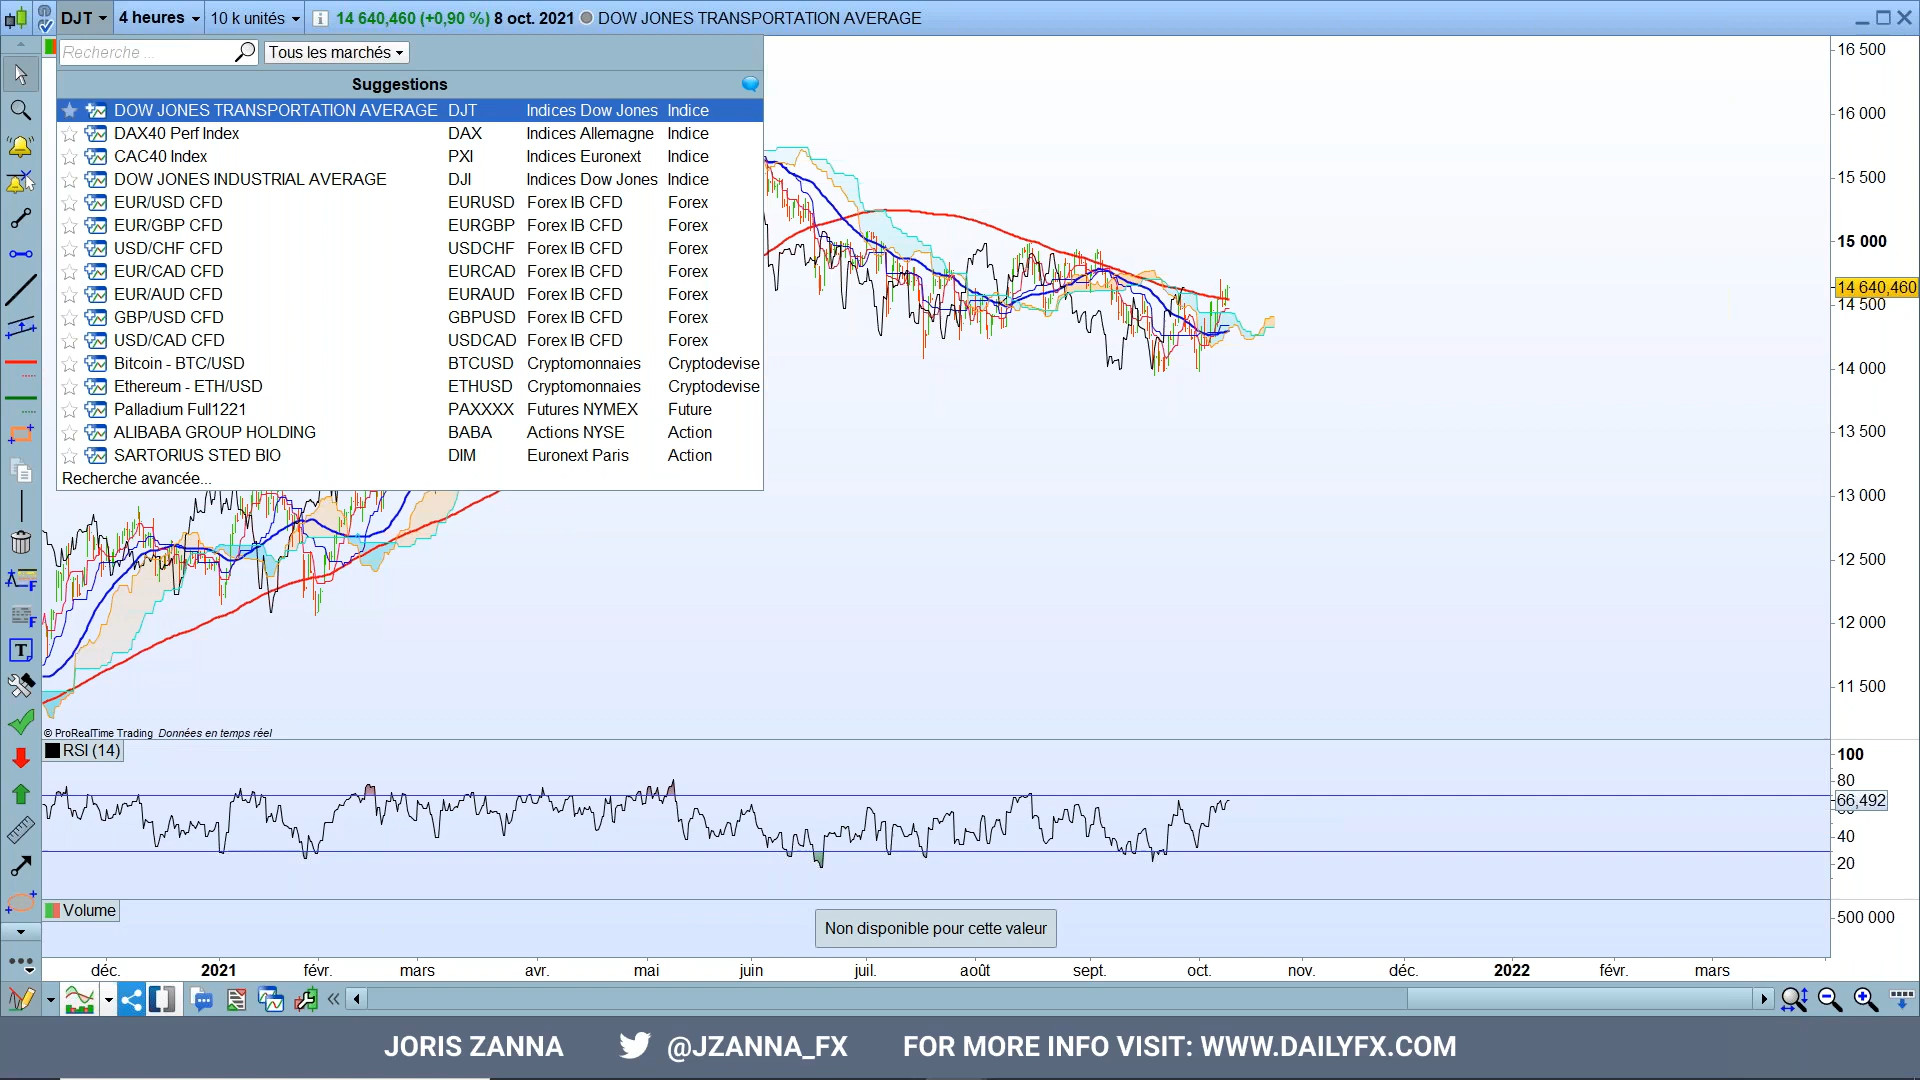 DJT 4 heures 10 k unités 14 640,460 (+0,90 %) 8 oct. 2021 DOW JONES TRANSPORTATION AVERAGE
Recherche ... Tous les marchés
Suggestions
DOW JONES TRANSPORTATION AVERAGE DJT Indices Dow Jones Indice
DAX40 Perf Index DAX Indices Allemagne Indice
CAC40 Index PXI Indices Euronext Indice
DOW JONES INDUSTRIAL AVERAGE DJI Indices Dow Jones Indice
EUR/USD CFD EURUSD Forex IB CFD Forex
EUR/GBP CFD EURGBP Forex IB CFD Forex
USD/CHF CFD USDCHF Forex IB CFD Forex
EUR/CAD CFD EURCAD Forex IB CFD Forex
EUR/AUD CFD EURAUD Forex IB CFD Forex
GBP/USD CFD GBPUSD Forex IB CFD Forex
USD/CAD CFD USDCAD Forex IB CFD Forex
Bitcoin - BTC/USD BTCUSD Cryptomonnaies Cryptodevise
Ethereum - ETH/USD ETHUSD Cryptomonnaies Cryptodevise
Palladium Full1221 PAXXXX Futures NYMEX Future
ALIBABA GROUP HOLDING BABA Actions NYSE Action
SARTORIUS STED BIO DIM Euronext Paris Action
Recherche avancée...
16 500
16 000
15 500
15 000
14 640,460
14 500
14 000
13 500
13 000
12 500
12 000
11 500
© ProRealTime Trading Données en temps réel
RSI (14)
100
80
66,492
40
20
Volume
Non disponible pour cette valeur
500 000
déc. 2021 févr. mars avr. mai juin juil. août sept. oct. nov. déc. 2022 févr. mars
JORIS ZANNA @JZANNA_FX FOR MORE INFO VISIT: WWW.DAILYFX.COM